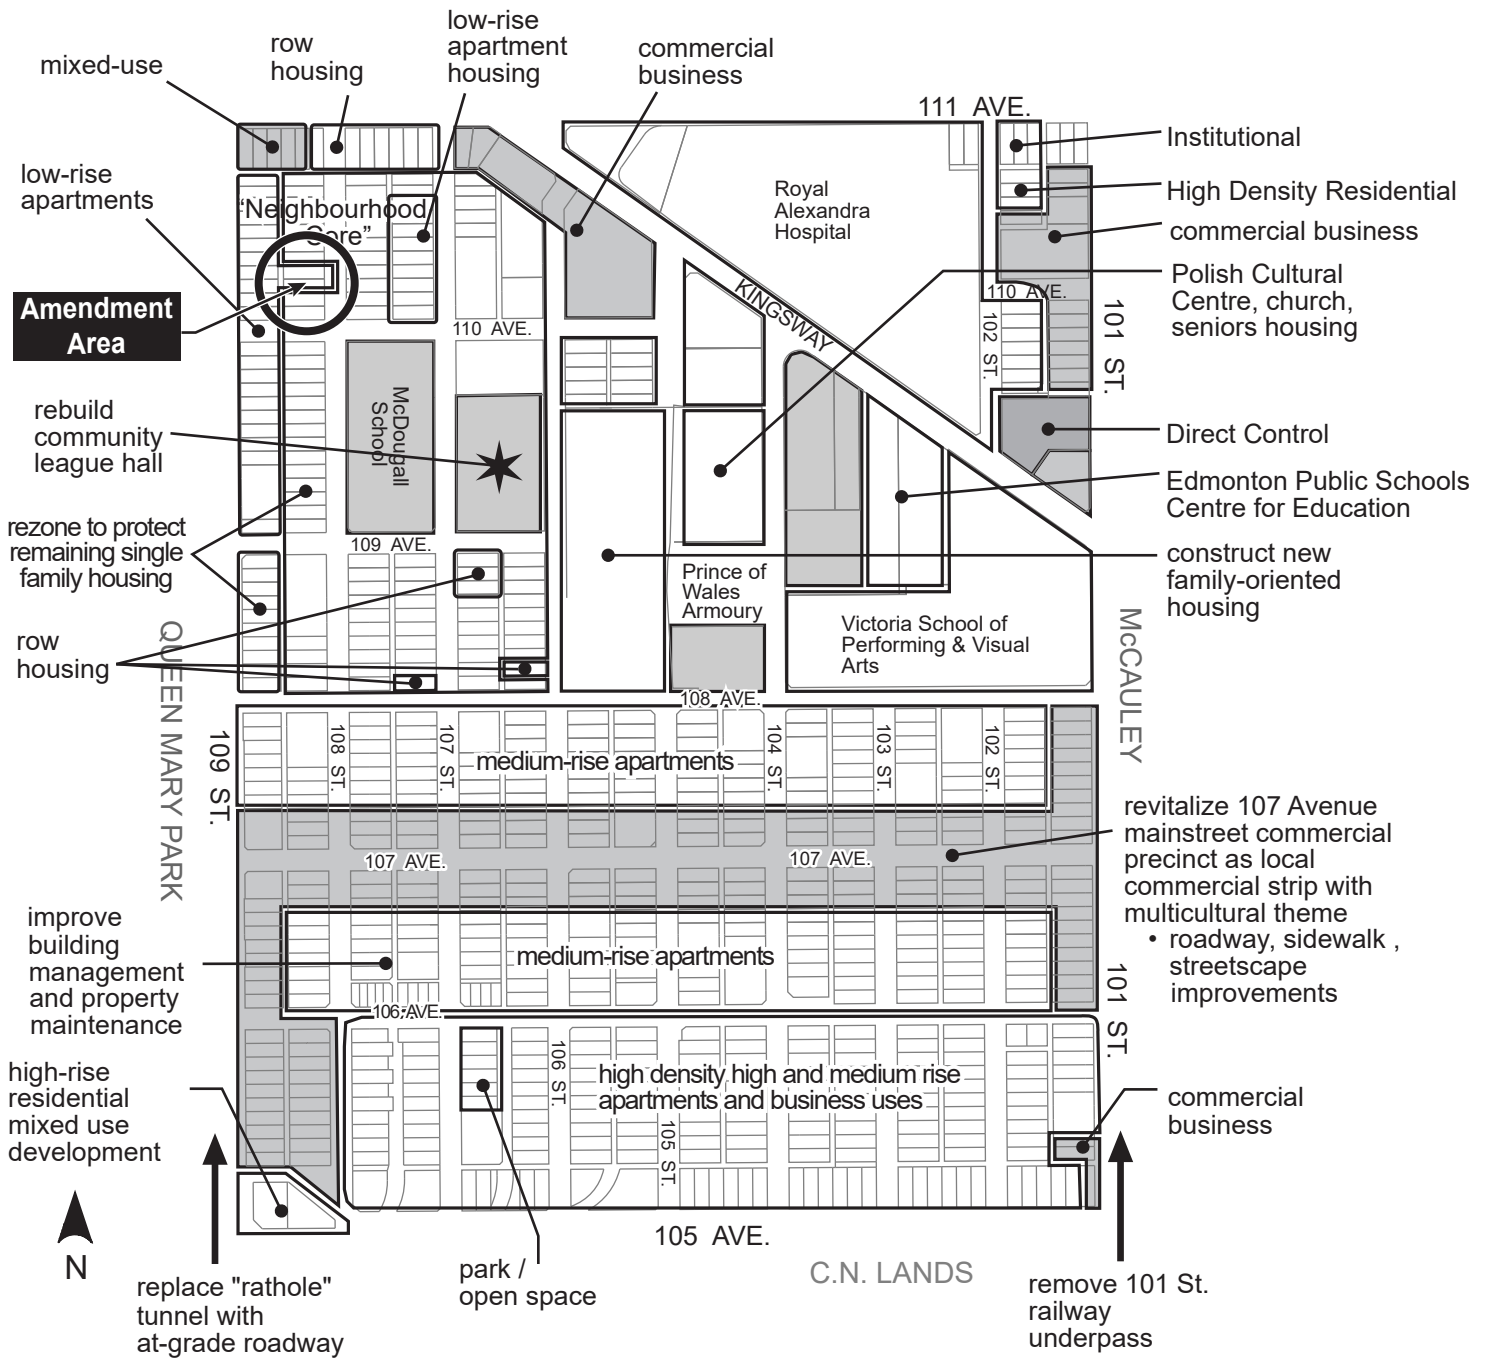 low-rise
apartment
housing
row
housing
commercial
business
mixed-use
111 AVE.
Institutional
low-rise
apartments
Royal
Alexandra
Hospital
High Density Residential
"Neighbourhood
Core"
commercial business
Polish Cultural
Centre, church,
seniors housing
KINGSWAY
110 AVE.
Amendment
Area
110 AVE.
102 ST.
101 ST.
rebuild
community
league hall
McDougall
School
Direct Control
Edmonton Public Schools
Centre for Education
rezone to protect
remaining single
family housing
109 AVE.
construct new
family-oriented
housing
Prince of
Wales
Armoury
Victoria School of
Performing & Visual
Arts
row
housing
QUEEN MARY PARK
McCAULEY
108 AVE.
109 ST.
108 ST.
107 ST.
medium-rise apartments
104 ST.
103 ST.
102 ST.
revitalize 107 Avenue
mainstreet commercial
precinct as local
commercial strip with
multicultural theme
• roadway, sidewalk ,
streetscape
improvements
107 AVE.
107 AVE.
improve
building
management
and property
maintenance
medium-rise apartments
101 ST.
106 AVE.
high-rise
residential
mixed use
development
106 ST.
high density high and medium rise
apartments and business uses
105 ST.
commercial
business
N
105 AVE.
C.N. LANDS
replace "rathole"
tunnel with
at-grade roadway
park /
open space
remove 101 St.
railway
underpass